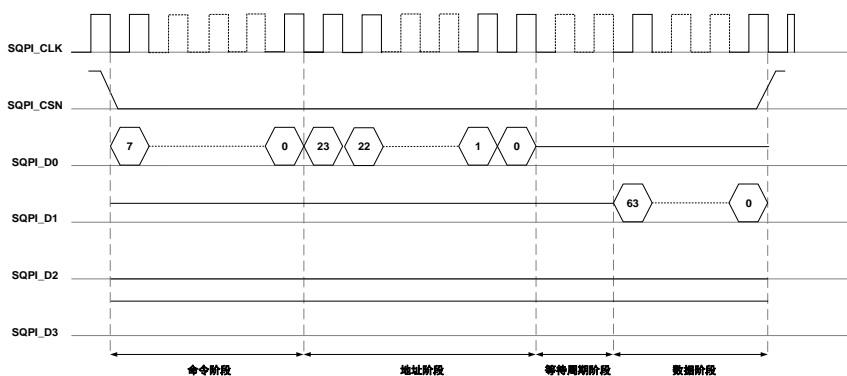 SQPI_CLK
SQPI_CSN
SQPI_D0 7 0 23 22 1 0
SQPI_D1 63 0
SQPI_D2
SQPI_D3
命令阶段 地址阶段 等待周期阶段 数据阶段